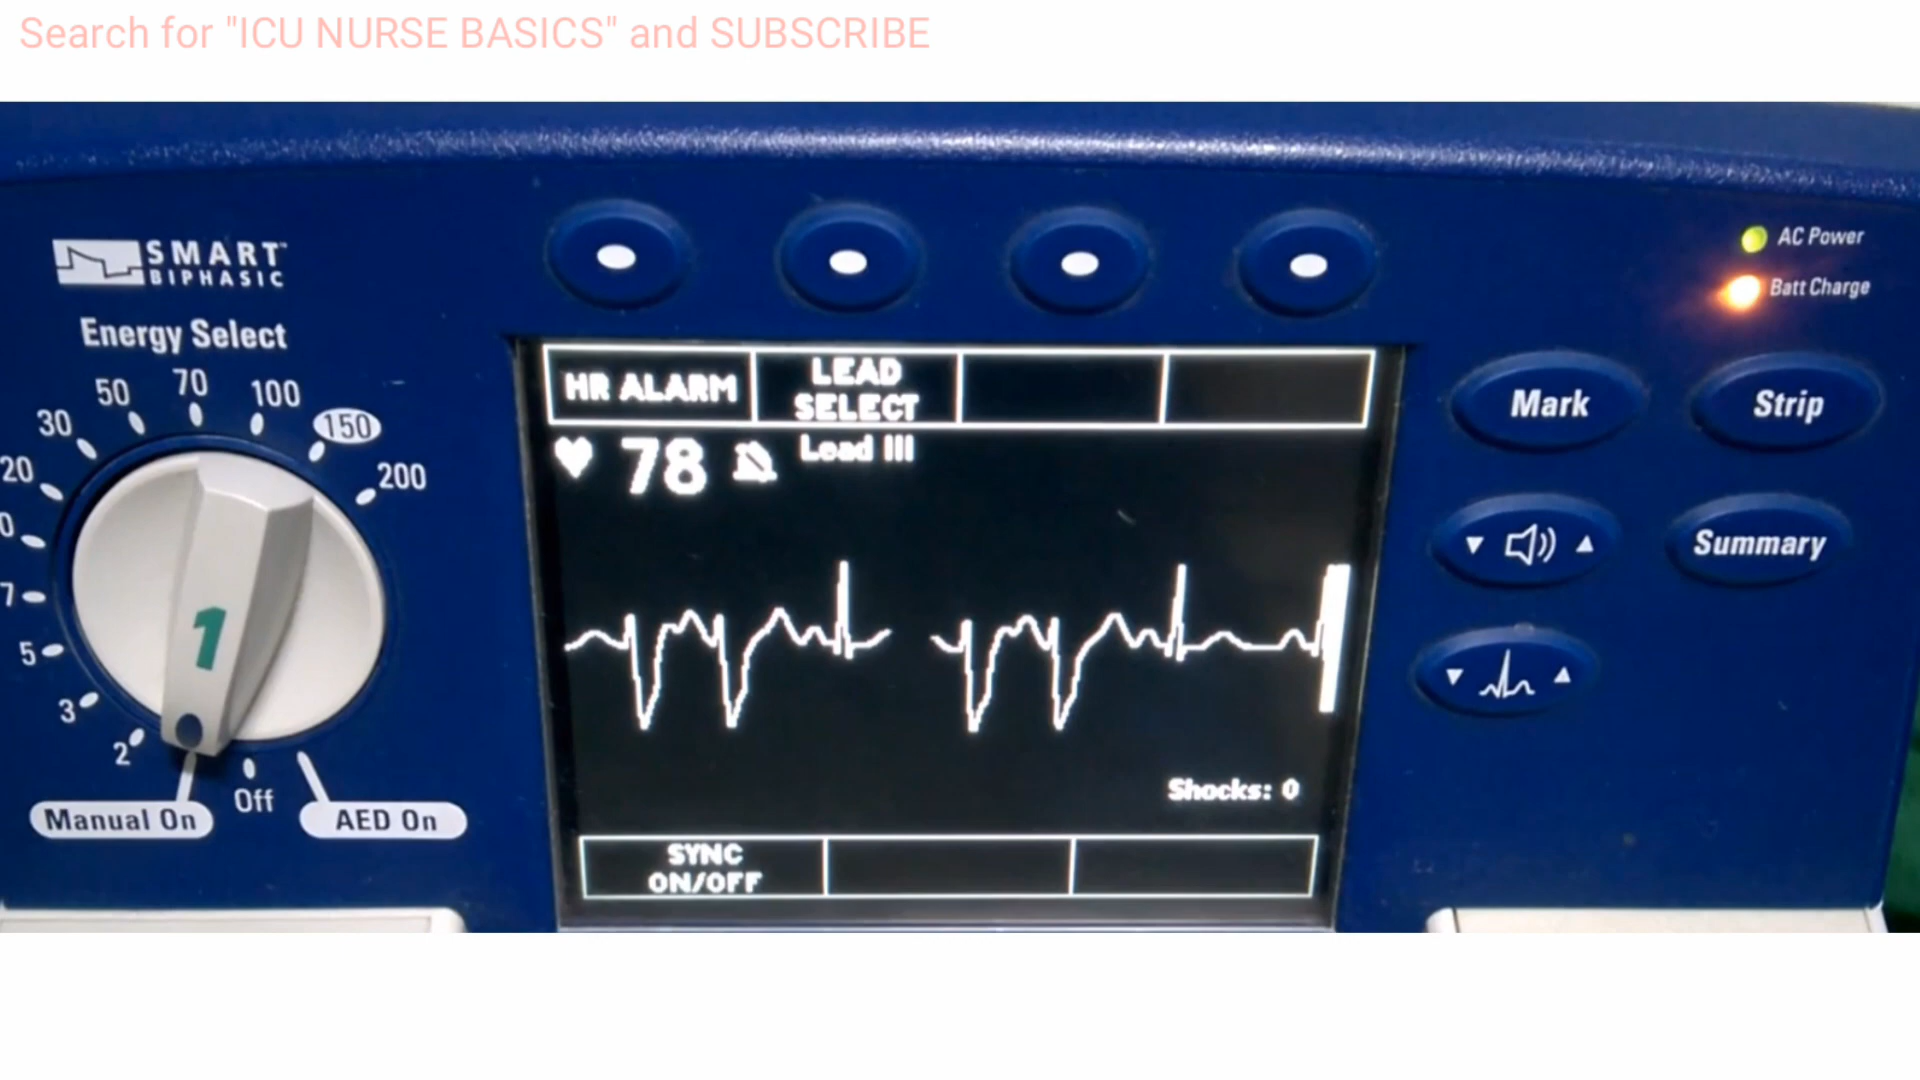 Search for "ICU NURSE BASICS" and SUBSCRIBE
SMART
BIPHASIC
Energy Select
2
3
5
7
20
30
50
70
100
150
200
1
Manual On
Off
AED On
HR ALARM
LEAD
SELECT
78
Lead III
Shocks: 0
SYNC
ON/OFF
AC Power
Batt Charge
Mark
Strip
Summary